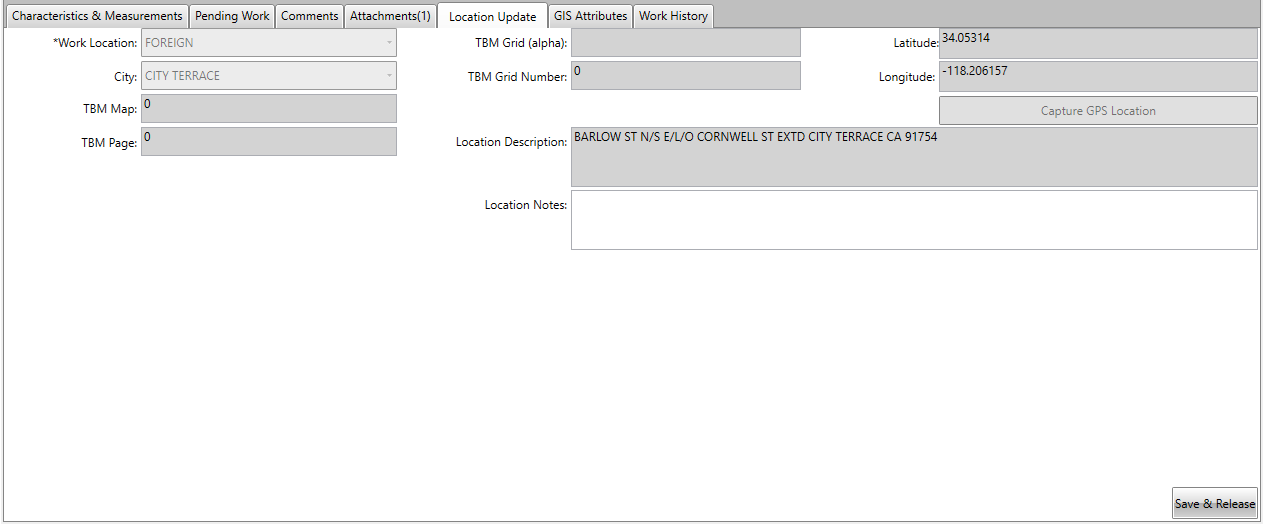 Characteristics & Measurements Pending Work Comments Attachments(1) Location Update GIS Attributes Work History
*Work Location: FOREIGN TBM Grid (alpha): Latitude: 34.05314
City: CITY TERRACE TBM Grid Number: 0 Longitude: -118.206157
TBM Map: 0 Capture GPS Location
TBM Page: 0 Location Description: BARLOW ST N/S E/L/O CORNWELL ST EXTD CITY TERRACE CA 91754
Location Notes:
Save & Release